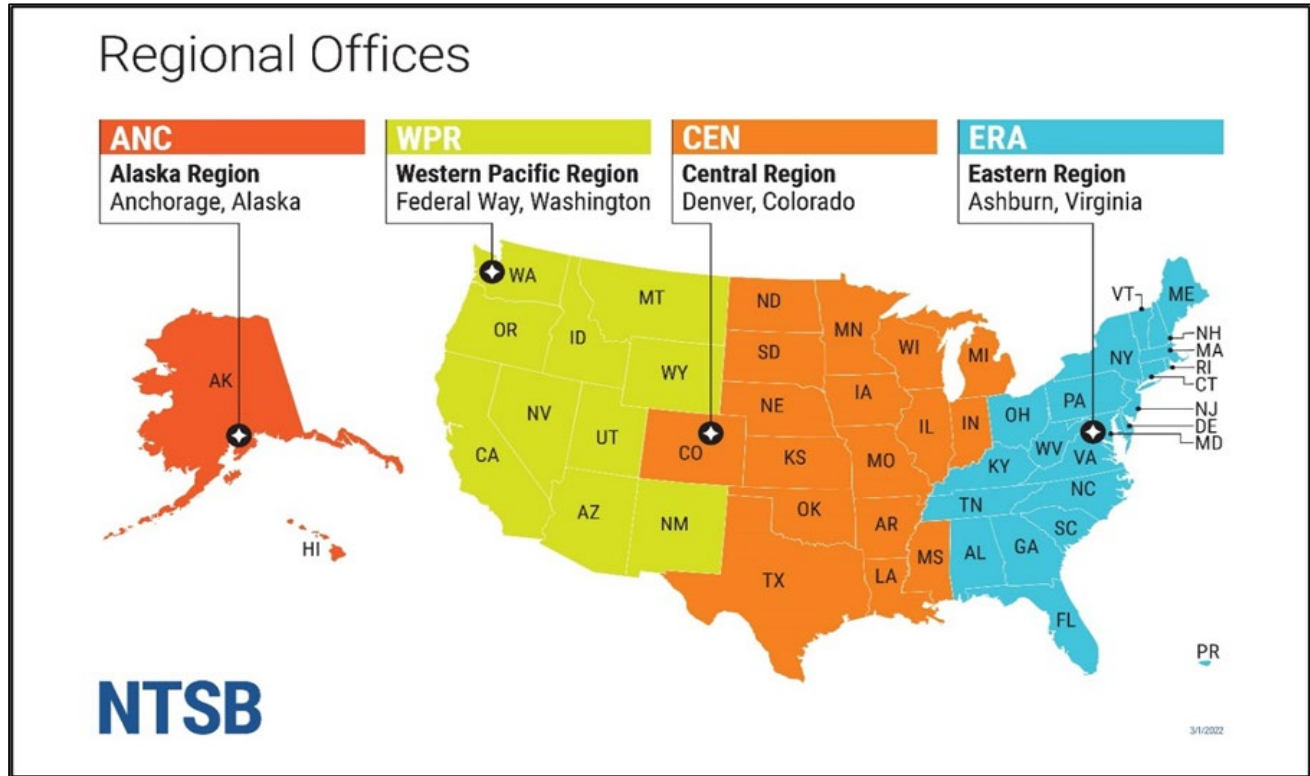 Regional Offices
ANC
Alaska Region
Anchorage, Alaska
WPR
Western Pacific Region
Federal Way, Washington
CEN
Central Region
Denver, Colorado
ERA
Eastern Region
Ashburn, Virginia
AK
HI
WA
OR
ID
MT
WY
NV
UT
CA
AZ
NM
ND
SD
NE
CO
KS
OK
TX
MN
IA
MO
AR
LA
WI
IL
MI
IN
MS
OH
KY
TN
AL
GA
FL
SC
NC
VA
WV
PA
NY
VT
ME
NH
MA
RI
CT
NJ
DE
MD
PR
NTSB
3/1/2022